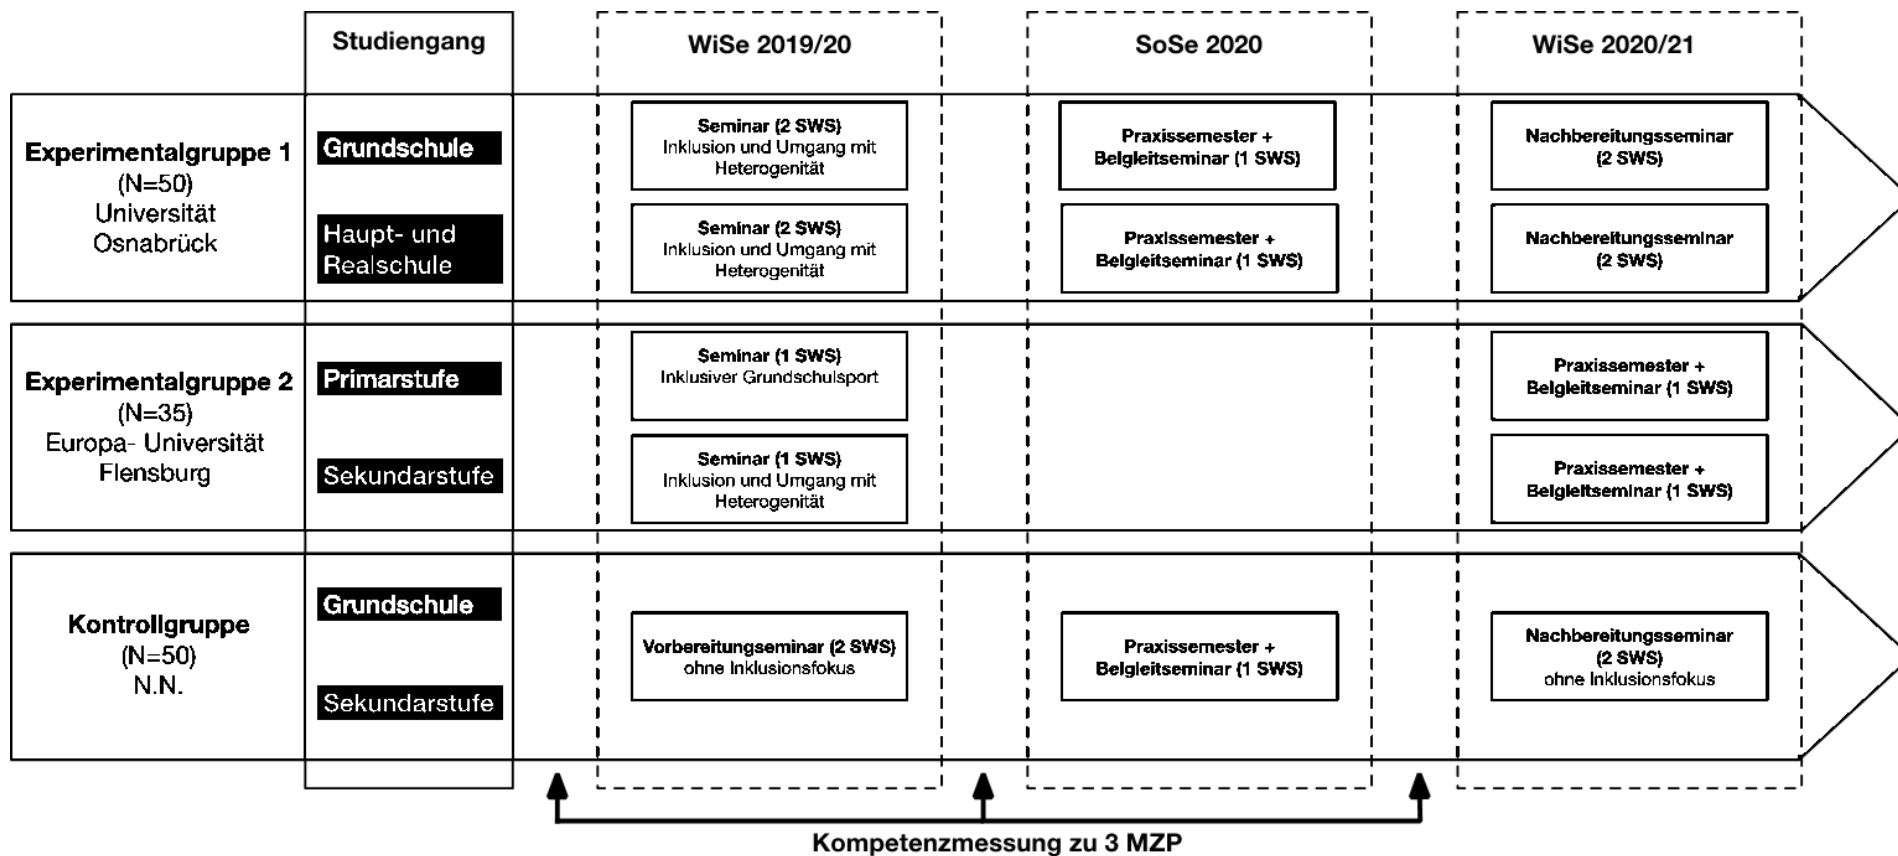 Studiengang
WiSe 2019/20
SoSe 2020
WiSe 2020/21
Experimentalgruppe 1
(N=50)
Universität
Osnabrück
Grundschule
Seminar (2 SWS)
Inklusion und Umgang mit
Heterogenität
Praxissemester +
Belgleitseminar (1 SWS)
Nachbereitungsseminar
(2 SWS)
Haupt- und
Realschule
Seminar (2 SWS)
Inklusion und Umgang mit
Heterogenität
Praxissemester +
Belgleitseminar (1 SWS)
Nachbereitungsseminar
(2 SWS)
Experimentalgruppe 2
(N=35)
Europa- Universität
Flensburg
Primarstufe
Seminar (1 SWS)
Inklusiver Grundschulsport
Praxissemester +
Belgleitseminar (1 SWS)
Sekundarstufe
Seminar (1 SWS)
Inklusion und Umgang mit
Heterogenität
Praxissemester +
Belgleitseminar (1 SWS)
Kontrollgruppe
(N=50)
N.N.
Grundschule
Sekundarstufe
Vorbereitungseminar (2 SWS)
ohne Inklusionsfokus
Praxissemester +
Belgleitseminar (1 SWS)
Nachbereitungsseminar
(2 SWS)
ohne Inklusionsfokus
Kompetenzmessung zu 3 MZP